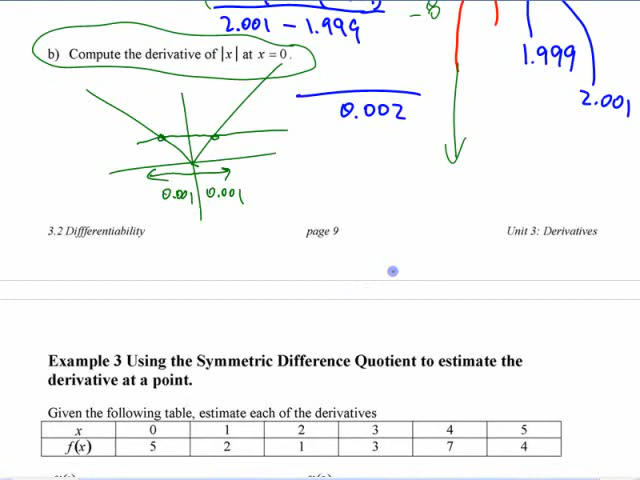 2.001 - 1.999
-8
b) Compute the derivative of |x| at x = 0.
1.999
2.001
0.002
0.001 0.001
3.2 Diffferentiability page 9 Unit 3: Derivatives
Example 3 Using the Symmetric Difference Quotient to estimate the
derivative at a point.
Given the following table, estimate each of the derivatives
x 0 1 2 3 4 5
f(x) 5 2 1 3 7 4